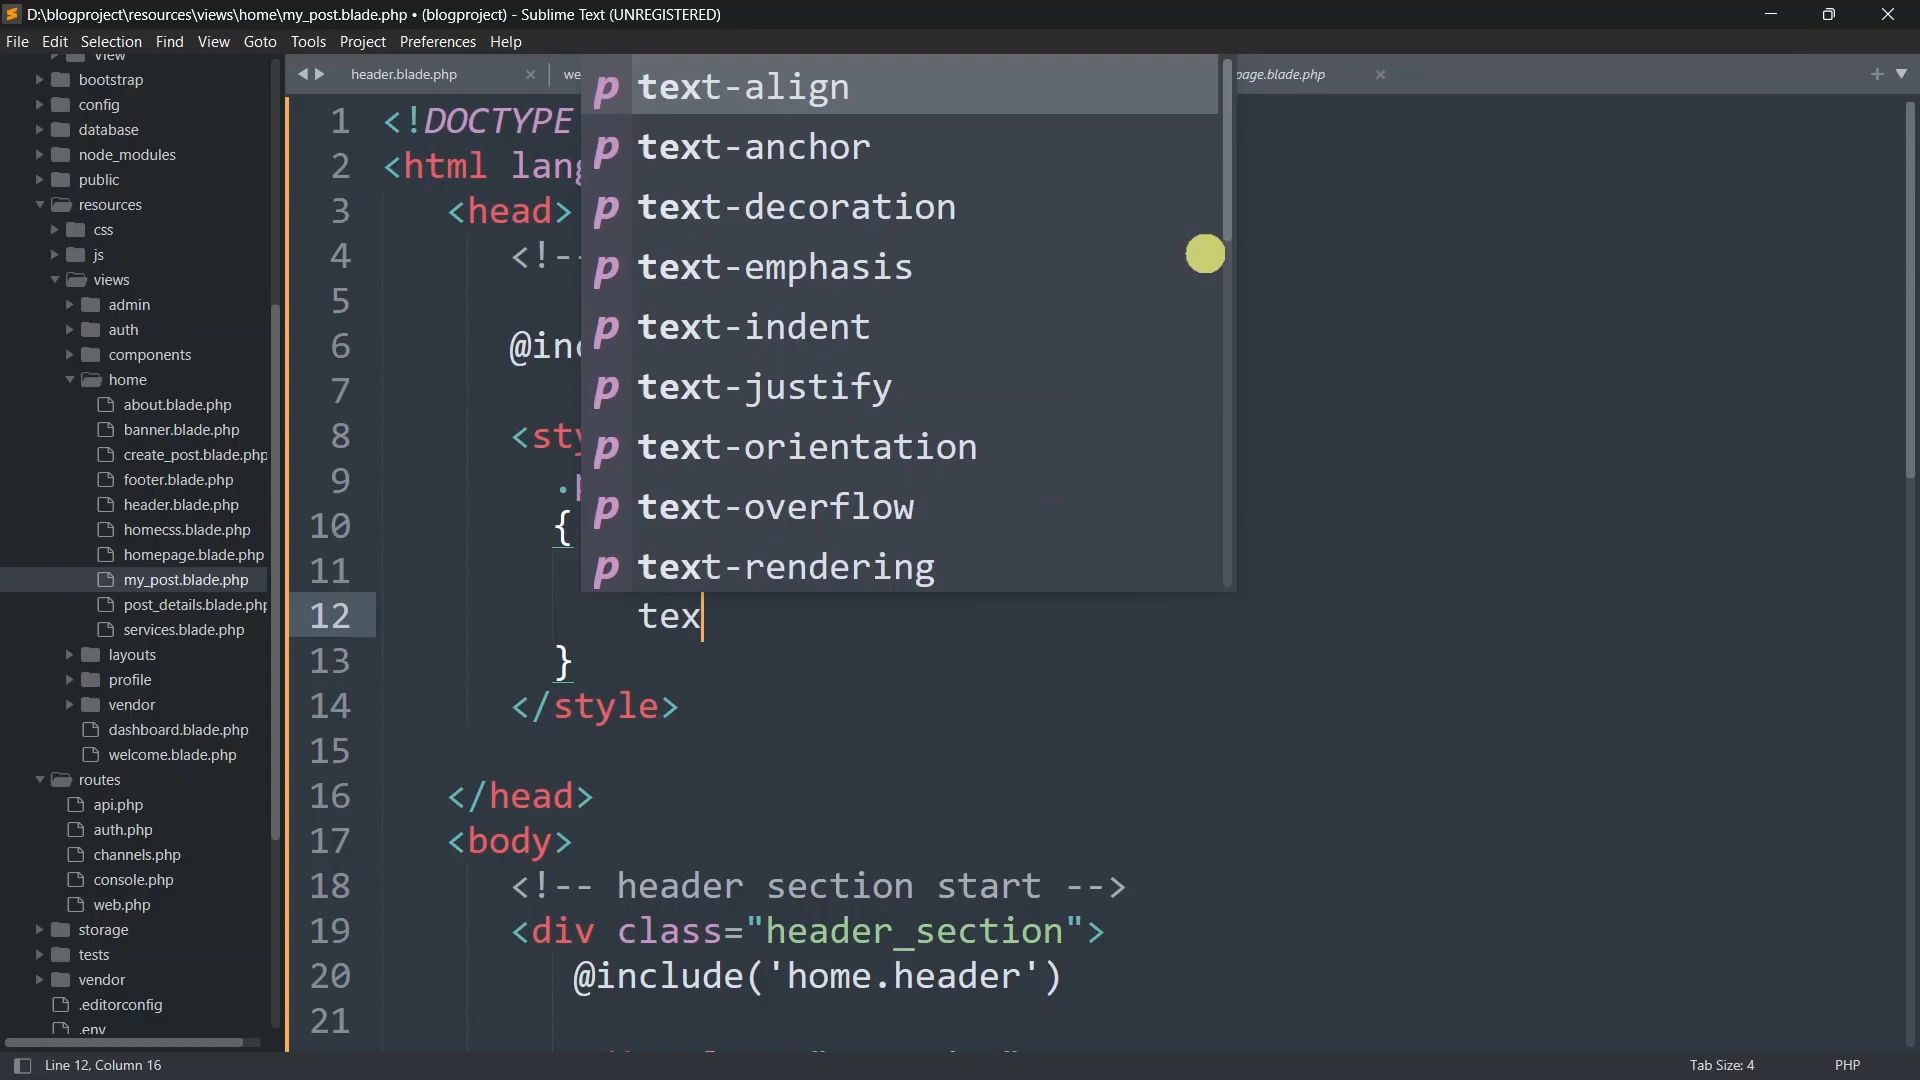 D:\blogproject\resources\views\home\my_post.blade.php • (blogproject) - Sublime Text (UNREGISTERED)
File Edit Selection Find View Goto Tools Project Preferences Help
View
bootstrap
config
database
node_modules
public
resources
css
js
views
admin
auth
components
home
about.blade.php
banner.blade.php
create_post.blade.php
footer.blade.php
header.blade.php
homecss.blade.php
homepage.blade.php
my_post.blade.php
post_details.blade.php
services.blade.php
layouts
profile
vendor
dashboard.blade.php
welcome.blade.php
routes
api.php
auth.php
channels.php
console.php
web.php
storage
tests
vendor
.editorconfig
.env
header.blade.php × we page.blade.php ×
1 <!DOCTYPE
2 <html lang
3 <head>
4 <!--
5
6 @inc
7
8 <sty
9 .p
10 {
11
12 tex
13 }
14 </style>
15
16 </head>
17 <body>
18 <!-- header section start -->
19 <div class="header_section">
20 @include('home.header')
21
p text-align
p text-anchor
p text-decoration
p text-emphasis
p text-indent
p text-justify
p text-orientation
p text-overflow
p text-rendering
Line 12, Column 16 Tab Size: 4 PHP